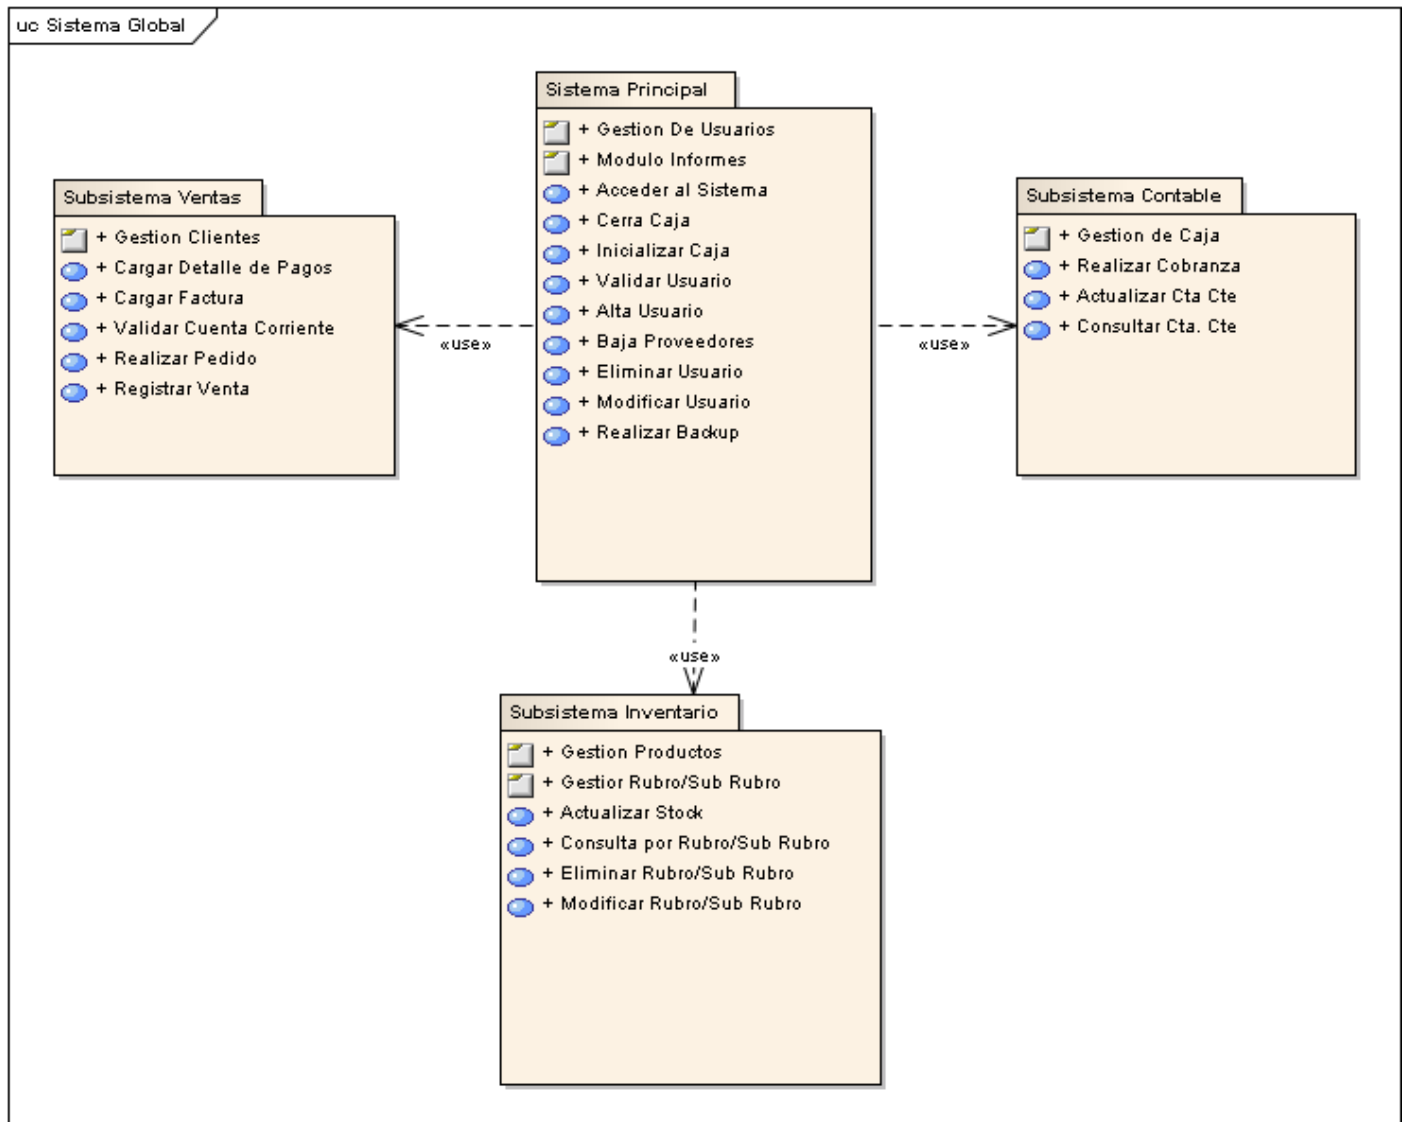 uc Sistema Global
Sistema Principal
+ Gestion De Usuarios
+ Modulo Informes
+ Acceder al Sistema
+ Cerra Caja
+ Inicializar Caja
+ Validar Usuario
+ Alta Usuario
+ Baja Proveedores
+ Eliminar Usuario
+ Modificar Usuario
+ Realizar Backup
Subsistema Ventas
+ Gestion Clientes
+ Cargar Detalle de Pagos
+ Cargar Factura
+ Validar Cuenta Corriente
+ Realizar Pedido
+ Registrar Venta
«use»
Subsistema Contable
+ Gestion de Caja
+ Realizar Cobranza
+ Actualizar Cta Cte
+ Consultar Cta. Cte
«use»
«use»
Subsistema Inventario
+ Gestion Productos
+ Gestior Rubro/Sub Rubro
+ Actualizar Stock
+ Consulta por Rubro/Sub Rubro
+ Eliminar Rubro/Sub Rubro
+ Modificar Rubro/Sub Rubro